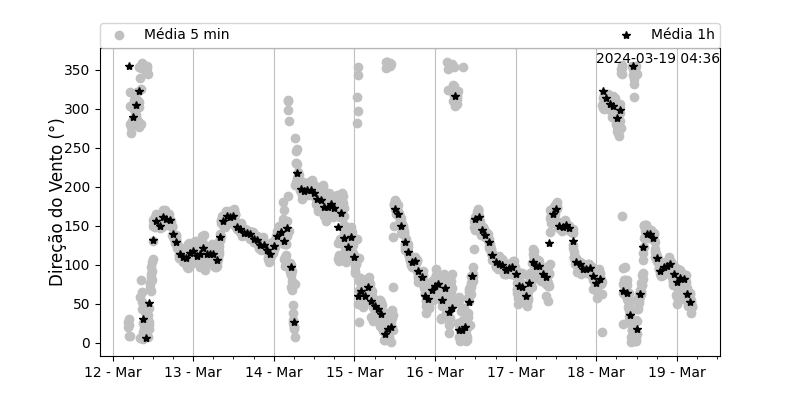 Média 5 min
Média 1h
2024-03-19 04:36
Direção do Vento (°)
350
300
250
200
150
100
50
0
12 - Mar
13 - Mar
14 - Mar
15 - Mar
16 - Mar
17 - Mar
18 - Mar
19 - Mar